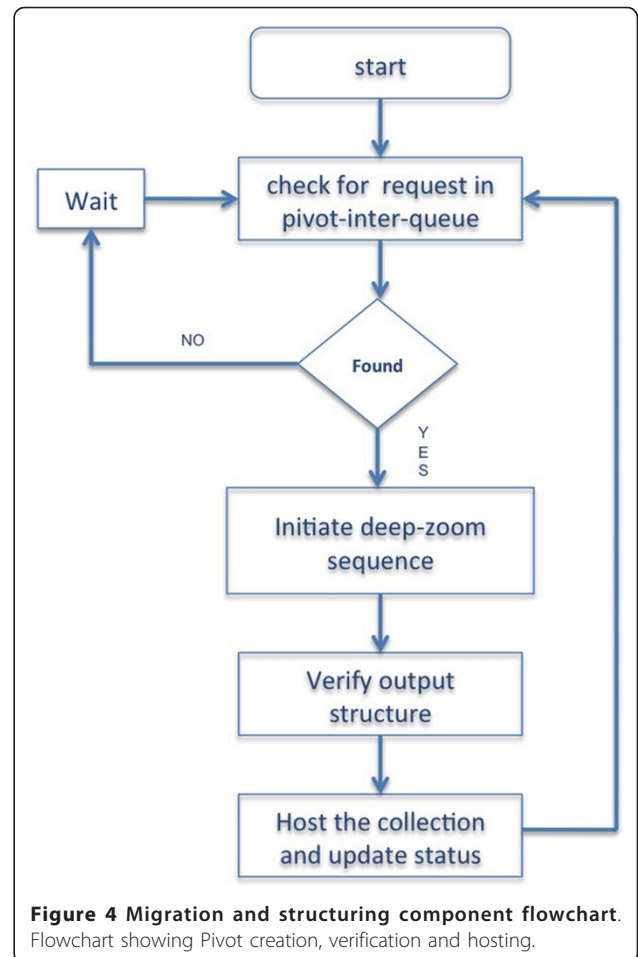 start
check for request in
pivot-inter-queue
Wait
NO
Found
Y
E
S
Initiate deep-zoom
sequence
Verify output
structure
Host the collection
and update status
Figure 4 Migration and structuring component flowchart.
Flowchart showing Pivot creation, verification and hosting.